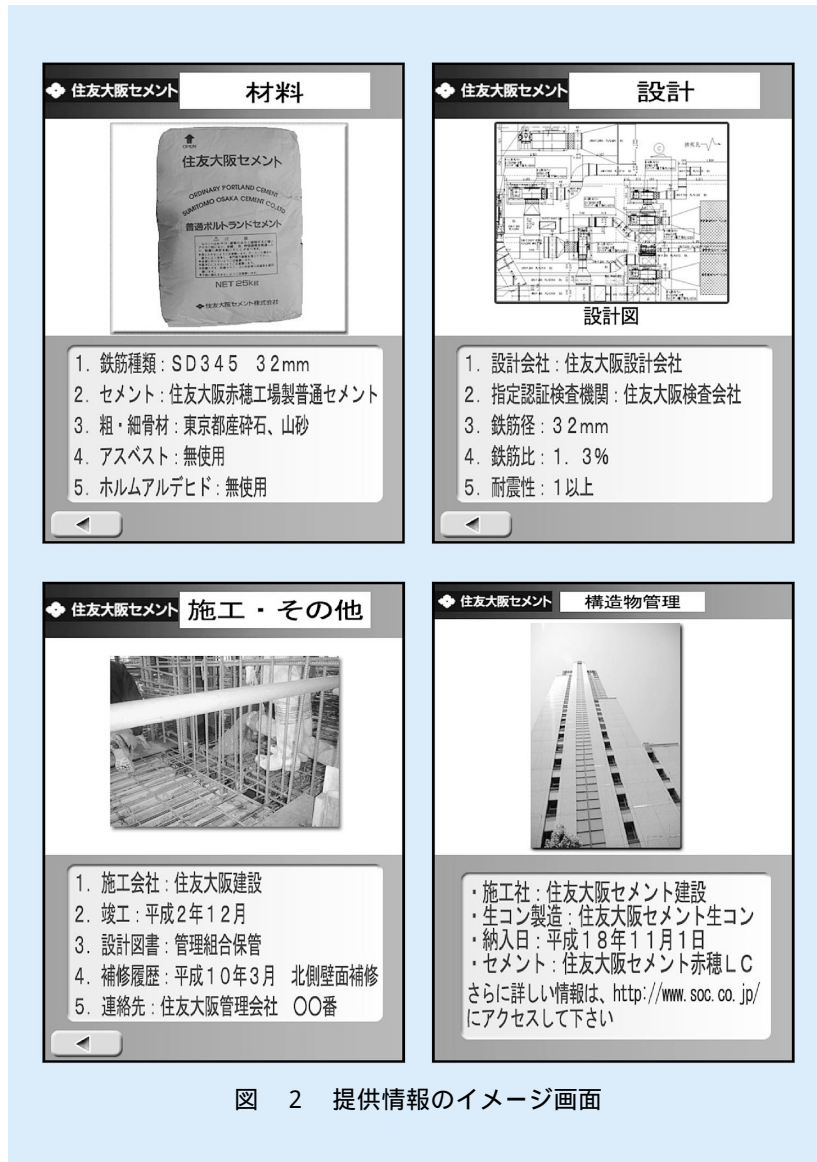 住友大阪セメント 材料
OPEN
住友大阪セメント
ORDINARY PORTLAND CEMENT
SUMITOMO OSAKA CEMENT CO.,LTD
普通ポルトランドセメント
NET 25kg
住友大阪セメント株式会社
1. 鉄筋種類：SD345 32mm
2. セメント：住友大阪赤穂工場製普通セメント
3. 粗・細骨材：東京都産砕石、山砂
4. アスベスト：無使用
5. ホルムアルデヒド：無使用
住友大阪セメント 設計
設計図
1. 設計会社：住友大阪設計会社
2. 指定認証検査機関：住友大阪検査会社
3. 鉄筋径：32mm
4. 鉄筋比：1. 3%
5. 耐震性：1以上
住友大阪セメント 施工・その他
1. 施工会社：住友大阪建設
2. 竣工：平成2年12月
3. 設計図書：管理組合保管
4. 補修履歴：平成10年3月 北側壁面補修
5. 連絡先：住友大阪管理会社 〇〇番
住友大阪セメント 構造物管理
・施工社：住友大阪セメント建設
・生コン製造：住友大阪セメント生コン
・納入日：平成18年11月1日
・セメント：住友大阪セメント赤穂LC
さらに詳しい情報は、http://www.soc.co.jp/
にアクセスして下さい
図 2 提供情報のイメージ画面